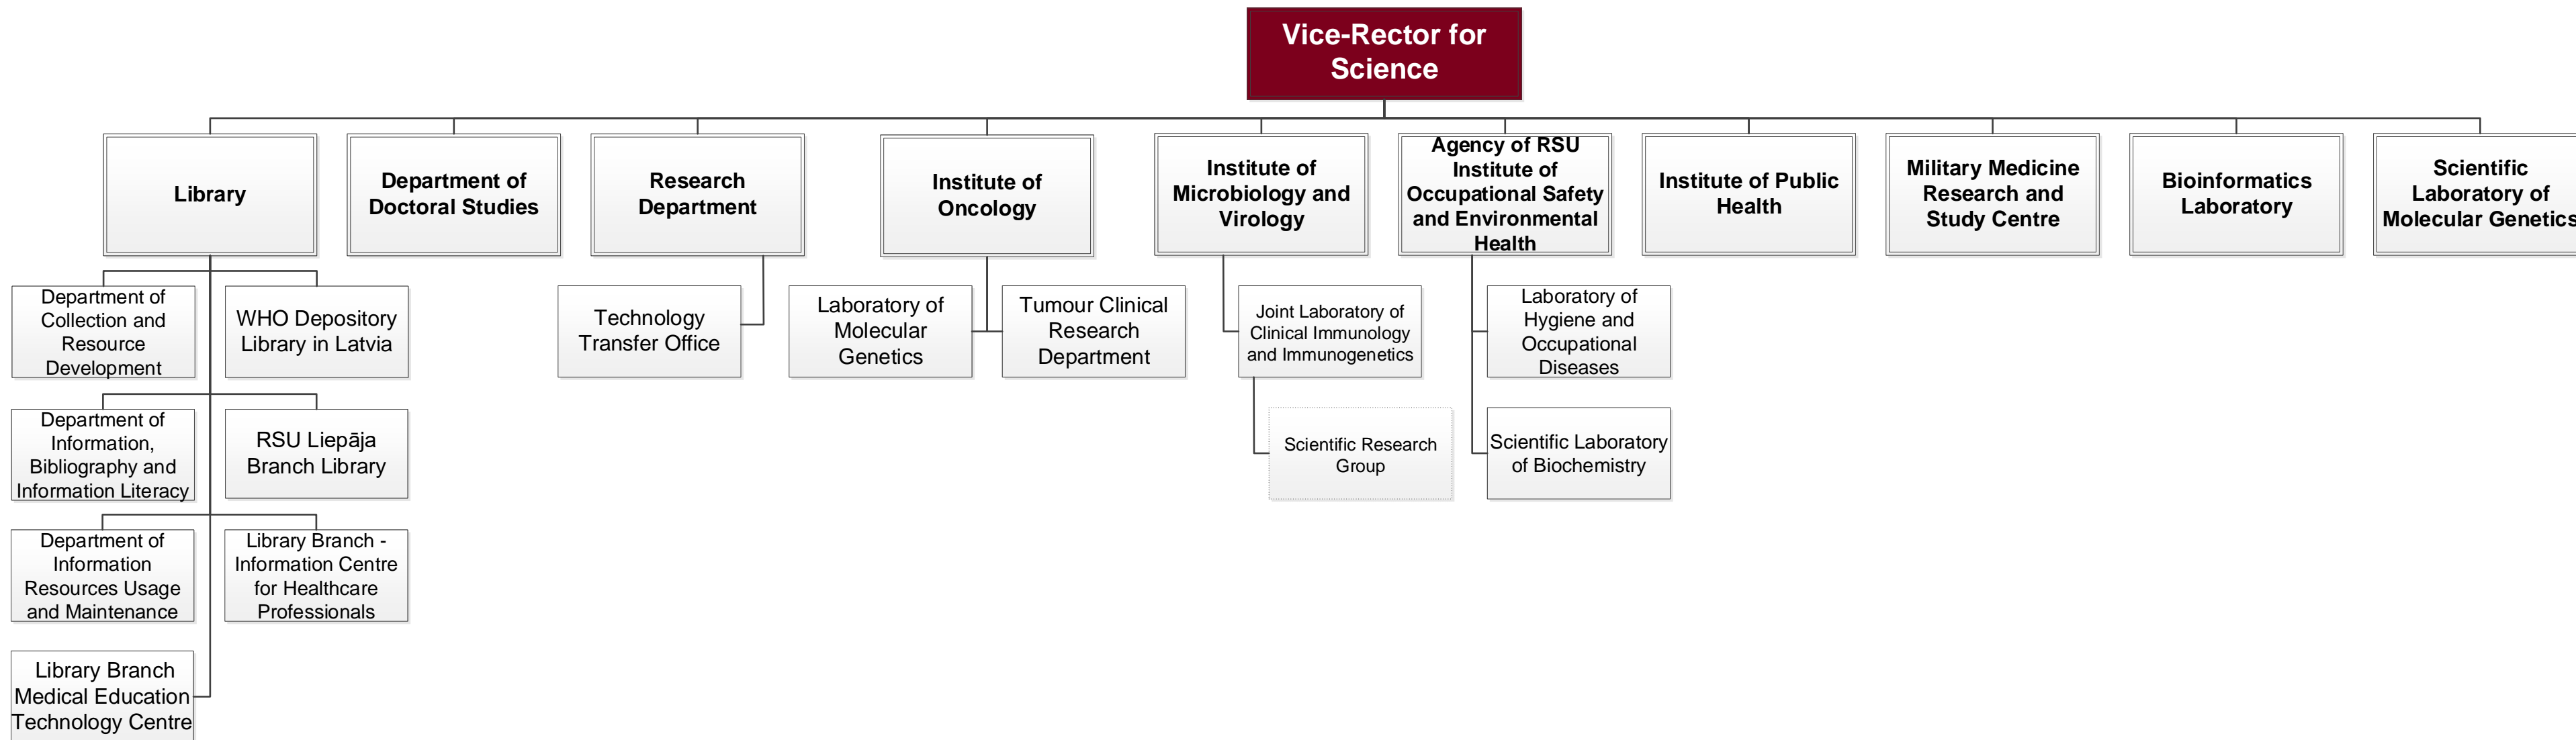 Vice-Rector for
Science
Library
Department of
Doctoral Studies
Research
Department
Institute of
Oncology
Institute of
Microbiology and
Virology
Agency of RSU
Institute of
Occupational Safety
and Environmental
Health
Institute of Public
Health
Military Medicine
Research and
Study Centre
Bioinformatics
Laboratory
Scientific
Laboratory of
Molecular Genetics
Department of
Collection and
Resource
Development
WHO Depository
Library in Latvia
Technology
Transfer Office
Laboratory of
Molecular
Genetics
Tumour Clinical
Research
Department
Joint Laboratory of
Clinical Immunology
and Immunogenetics
Laboratory of
Hygiene and
Occupational
Diseases
Department of
Information,
Bibliography and
Information Literacy
RSU Liepāja
Branch Library
Scientific Research
Group
Scientific Laboratory
of Biochemistry
Department of
Information
Resources Usage
and Maintenance
Library Branch -
Information Centre
for Healthcare
Professionals
Library Branch
Medical Education
Technology Centre